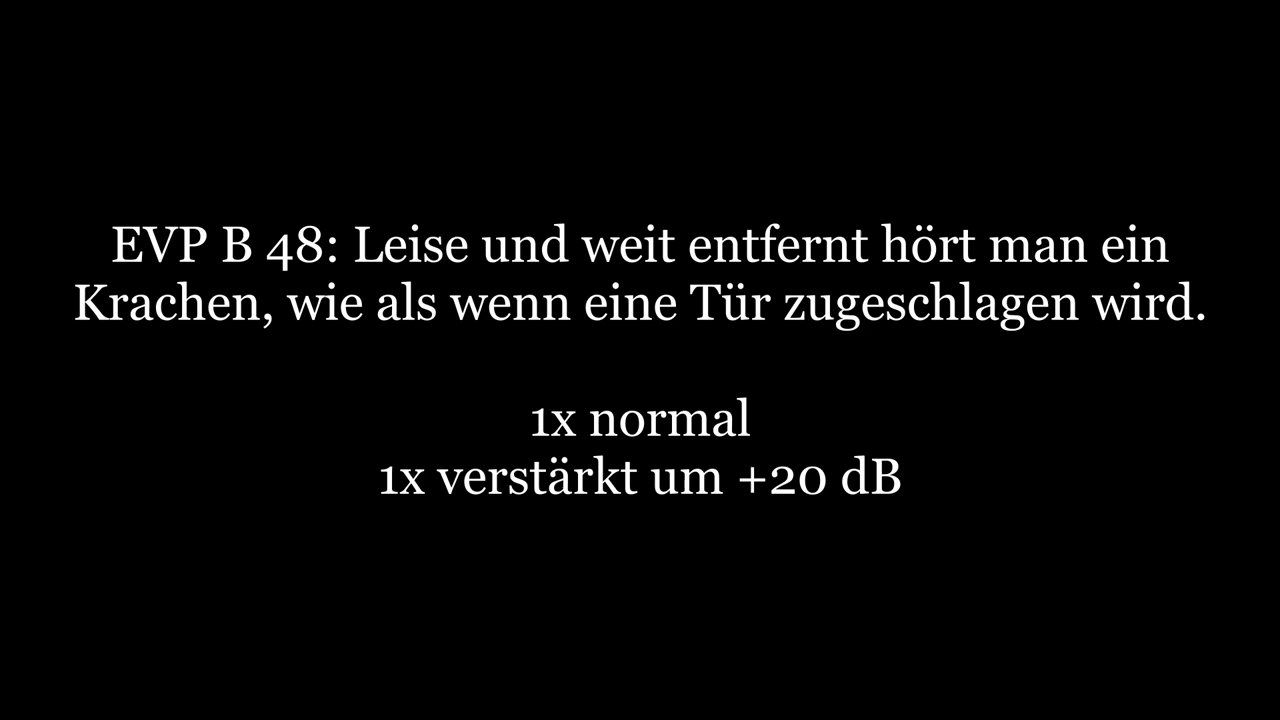 EVP B 48: Leise und weit entfernt hört man ein
Krachen, wie als wenn eine Tür zugeschlagen wird.
1x normal
1x verstärkt um +20 dB